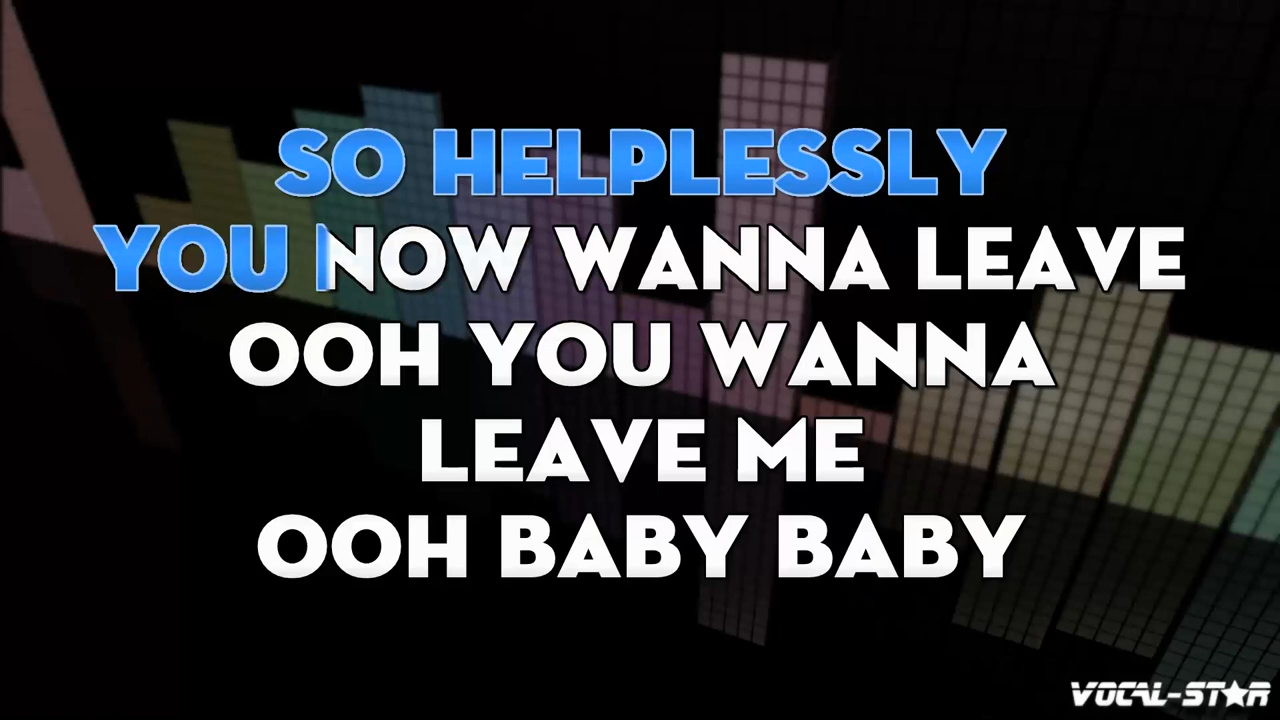 SO HELPLESSLY
YOU NOW WANNA LEAVE
OOH YOU WANNA
LEAVE ME
OOH BABY BABY
VOCAL-STAR